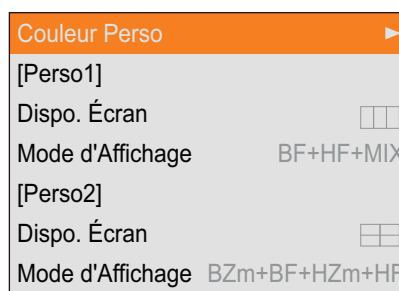 Couleur Perso
[Perso1]
Dispo. Écran
Mode d'Affichage BF+HF+MIX
[Perso2]
Dispo. Écran
Mode d'Affichage BZm+BF+HZm+HF